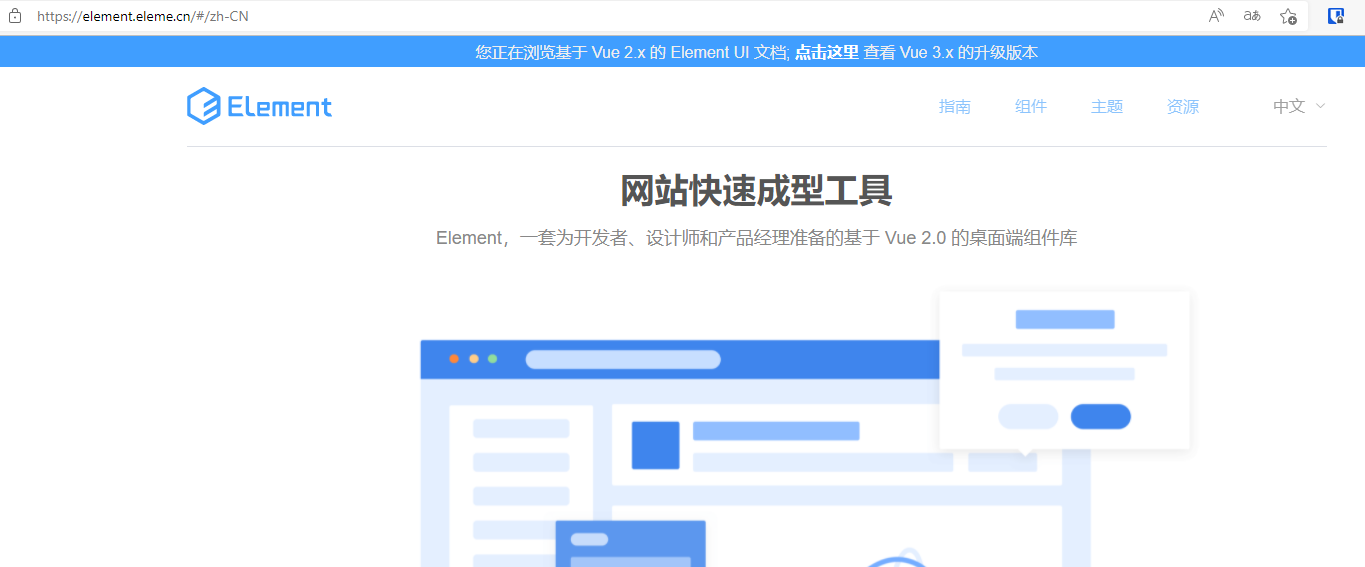 https://element.eleme.cn/#/zh-CN
您正在浏览基于 Vue 2.x 的 Element UI 文档; 点击这里 查看 Vue 3.x 的升级版本
Element 指南 组件 主题 资源 中文
网站快速成型工具
Element，一套为开发者、设计师和产品经理准备的基于 Vue 2.0 的桌面端组件库